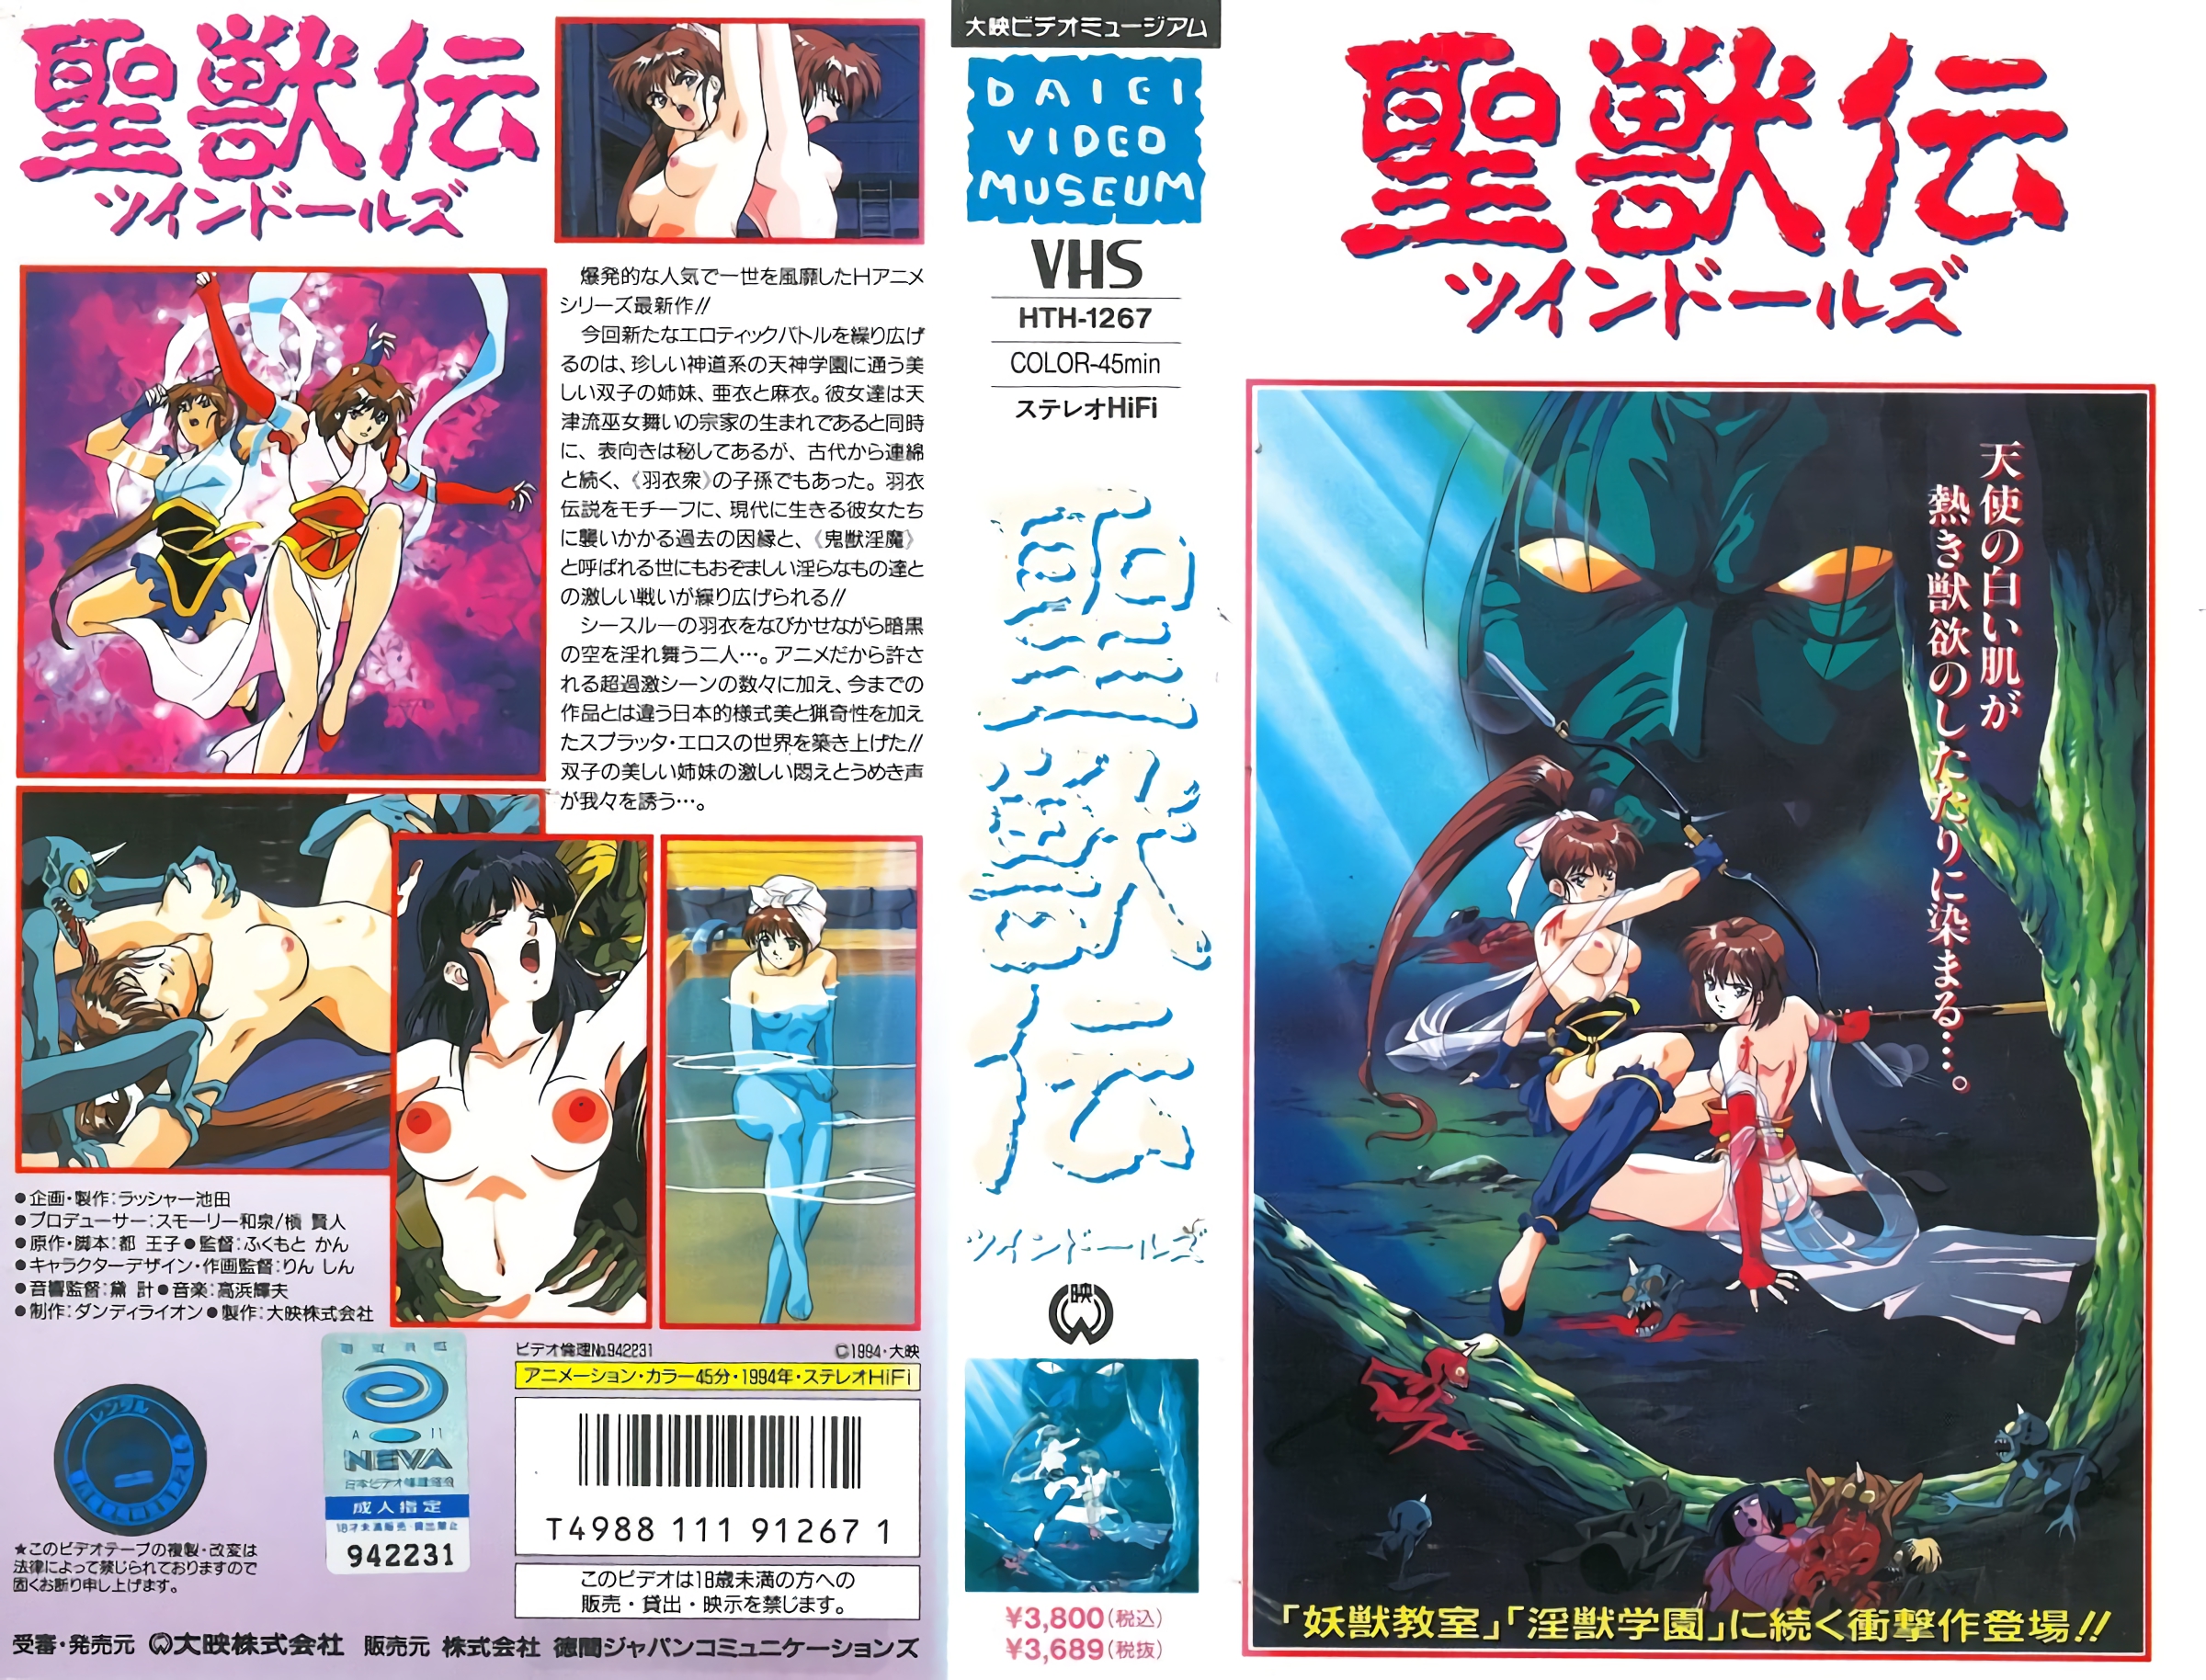 聖獣伝
ツインドールズ
爆発的な人気で一世を風靡したHアニメ
シリーズ最新作!!
今回新たなエロティックバトルを繰り広げ
るのは、珍しい神道系の天神学園に通う美
しい双子の姉妹、亜衣と麻衣。彼女達は天
津流巫女舞いの宗家の生まれであると同時
に、表向きは秘してあるが、古代から連綿
と続く、《羽衣衆》の子孫でもあった。羽衣
伝説をモチーフに、現代に生きる彼女たち
に襲いかかる過去の因縁と、《鬼獣淫魔》
と呼ばれる世にもおぞましい淫らなもの達と
の激しい戦いが繰り広げられる!!
シースルーの羽衣をなびかせながら暗黒
の空を淫れ舞う二人…。アニメだから許さ
れる超過激シーンの数々に加え、今までの
作品とは違う日本的様式美と猟奇性を加え
たスプラッタ・エロスの世界を築き上げた!!
双子の美しい姉妹の激しい悶えとうめき声
が我々を誘う…。
●企画・製作:ラッシャー池田
●プロデューサー:スモーリー和泉/槇 賢人
●原作・脚本:都 王子●監督:ふくもと かん
●キャラクターデザイン・作画監督:りん しん
●音響監督:黛 計●音楽:高浜輝夫
●制作:ダンディライオン●製作:大映株式会社
レンタル
NEVA
成人指定
18才未満販売・貸出禁止
942231
★このビデオテープの複製・改変は
法律によって禁じられておりますので
固くお断り申し上げます。
ビデオ倫理No.942231
©1994・大映
アニメーション・カラー45分・1994年・ステレオHiFi
T4988 111 91267 1
このビデオは18歳未満の方への
販売・貸出・映示を禁じます。
受審・発売元 大映株式会社 販売元 株式会社 徳間ジャパンコミュニケーションズ
大映ビデオミュージアム
DAIEI
VIDEO
MUSEUM
VHS
HTH-1267
COLOR-45min
ステレオHiFi
聖獣伝
ツインドールズ
映
¥3,800(税込)
¥3,689(税抜)
聖獣伝
ツインドールズ
天使の白い肌が
熱き獣欲のしたたりに染まる…。
「妖獣教室」「淫獣学園」に続く衝撃作登場!!